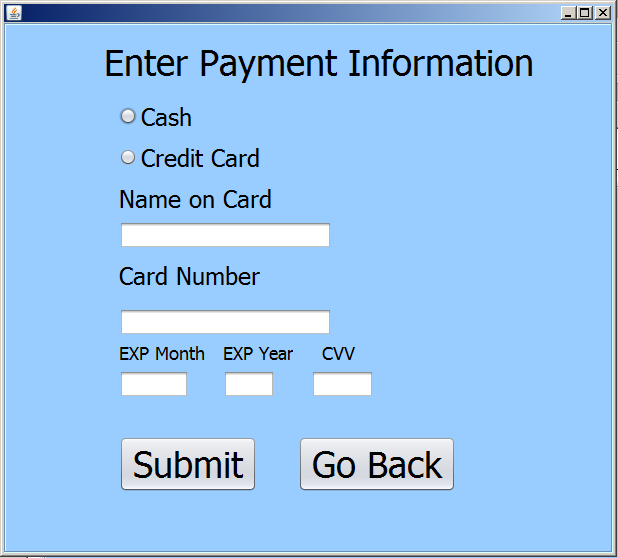 Enter Payment Information
Cash
Credit Card
Name on Card
Card Number
EXP Month EXP Year CVV
Submit Go Back